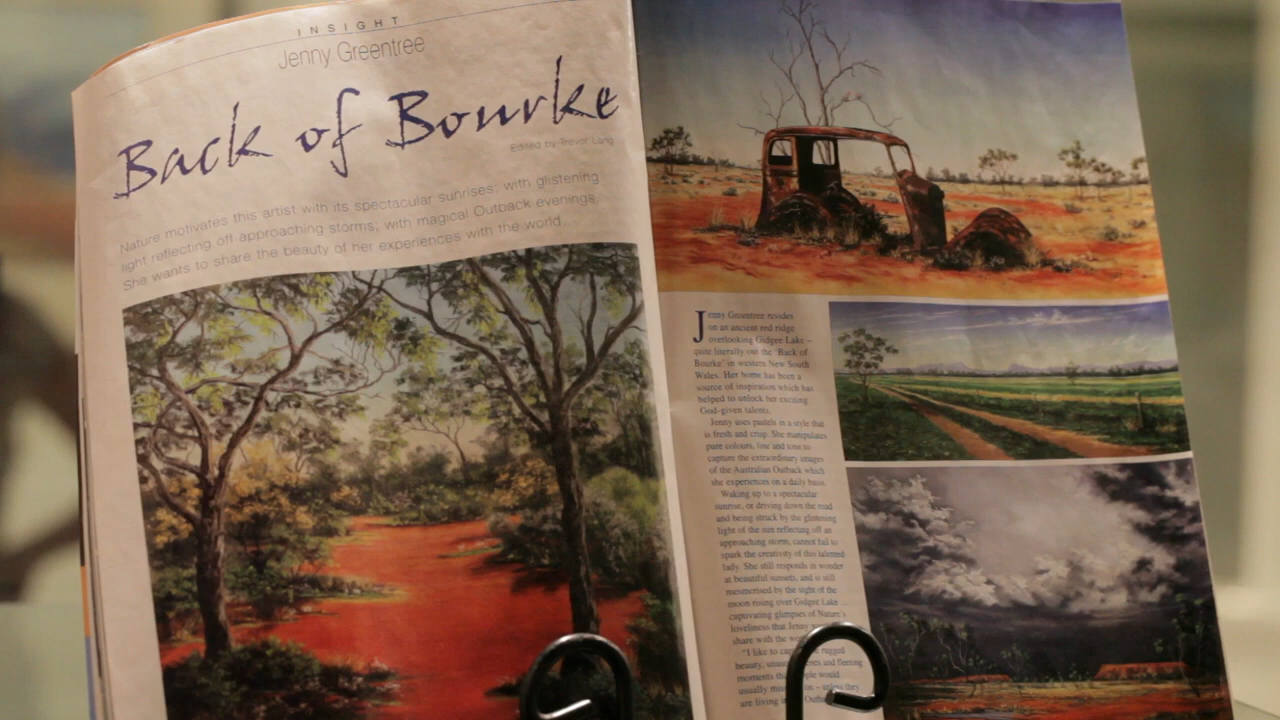 INSIGHT
Jenny Greentree
Back of Bourke
Edited by Trevor Lang
Nature motivates this artist with its spectacular sunrises; with glistening
light reflecting off approaching storms; with magical Outback evenings.
She wants to share the beauty of her experiences with the world.
Jenny Greentree resides
on an ancient red ridge
overlooking Gidgee Lake –
quite literally out the 'Back of
Bourke' in western New South
Wales. Her home has been a
source of inspiration which has
helped to unlock her exciting
God-given talents.
Jenny uses pastels in a style that
is fresh and crisp. She manipulates
pure colours, line and tone to
capture the extraordinary images
of the Australian Outback which
she experiences on a daily basis.
Waking up to a spectacular
sunrise, or driving down the road
and being struck by the glistening
light of the sun reflecting off an
approaching storm, cannot fail to
spark the creativity of this talented
lady. She still responds in wonder
at beautiful sunsets, and is still
mesmerised by the sight of the
moon rising over Gidgee Lake ...
captivating glimpses of Nature's
loveliness that Jenny
share with the
"I like to rugged
beauty, and fleeting
moments would
usually – unless they
are living